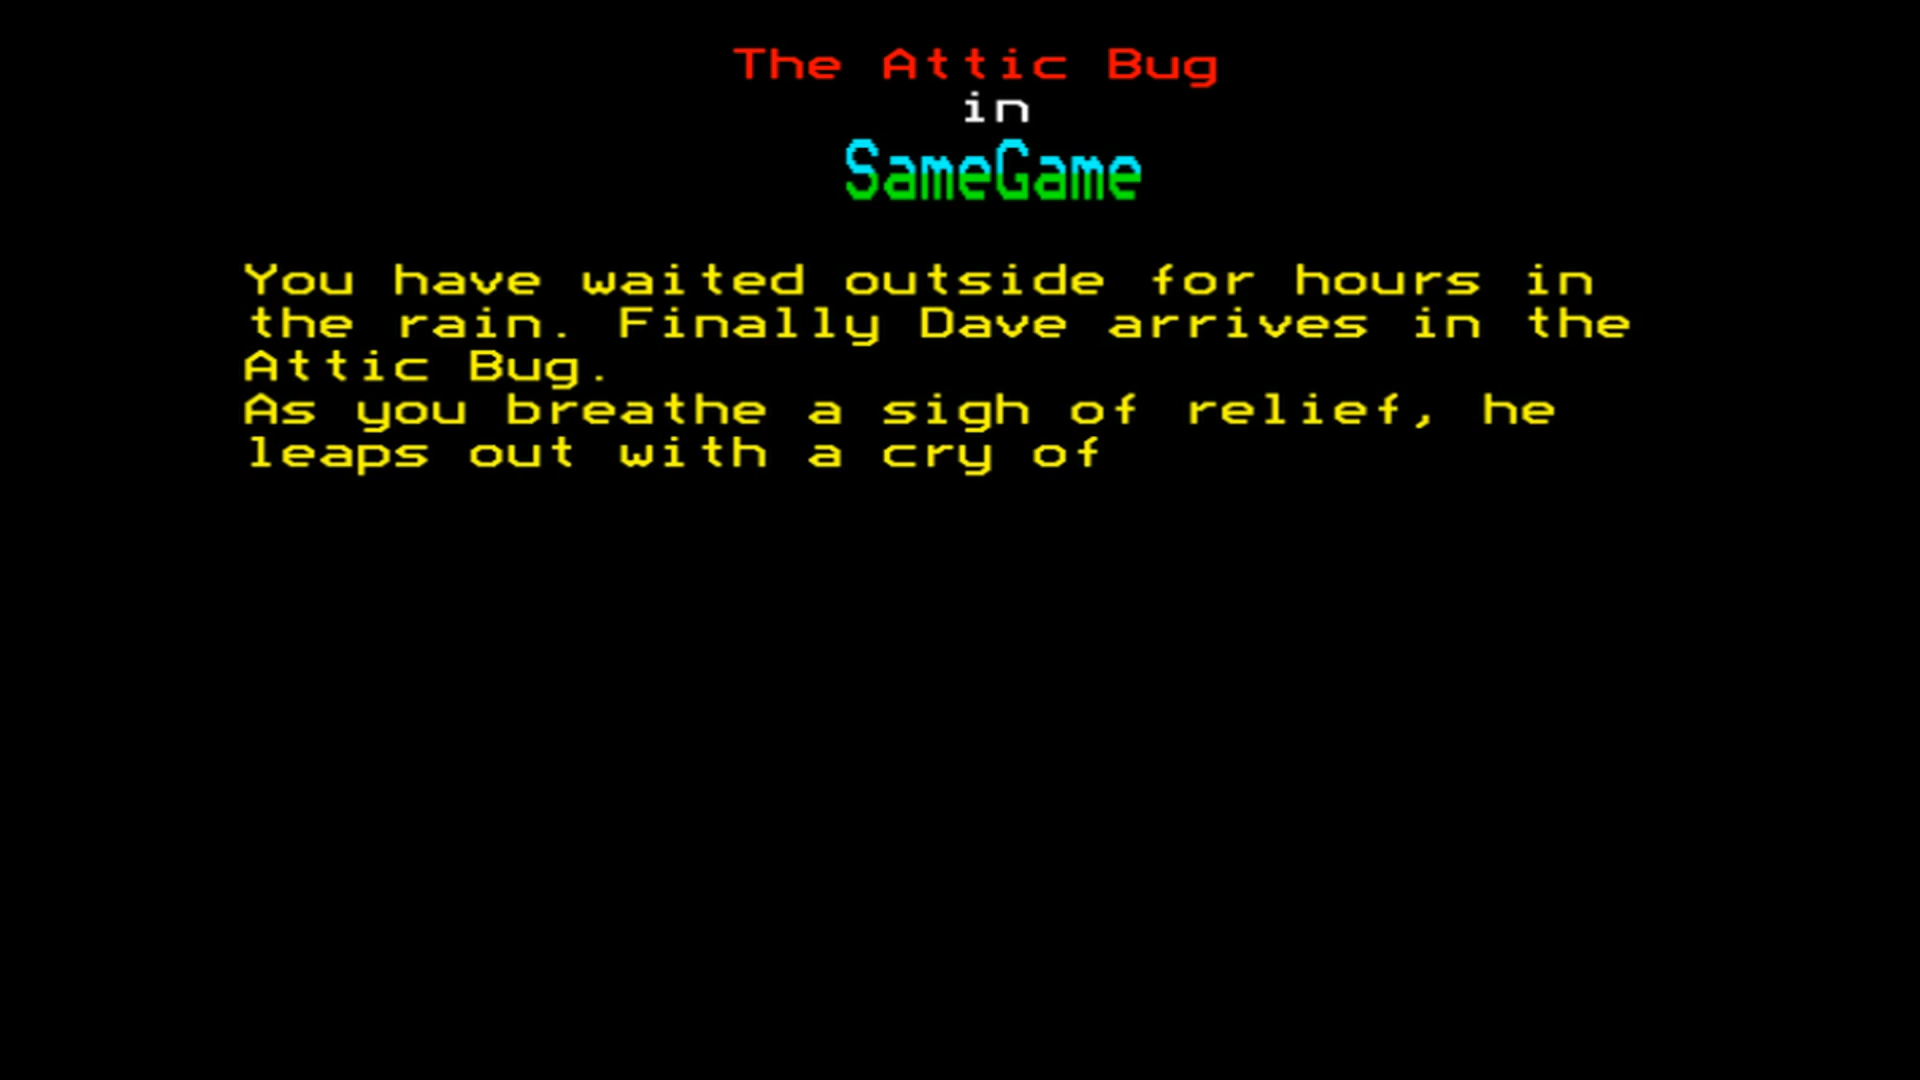 The Attic Bug
in
SameGame
You have waited outside for hours in
the rain. Finally Dave arrives in the
Attic Bug.
As you breathe a sigh of relief, he
leaps out with a cry of